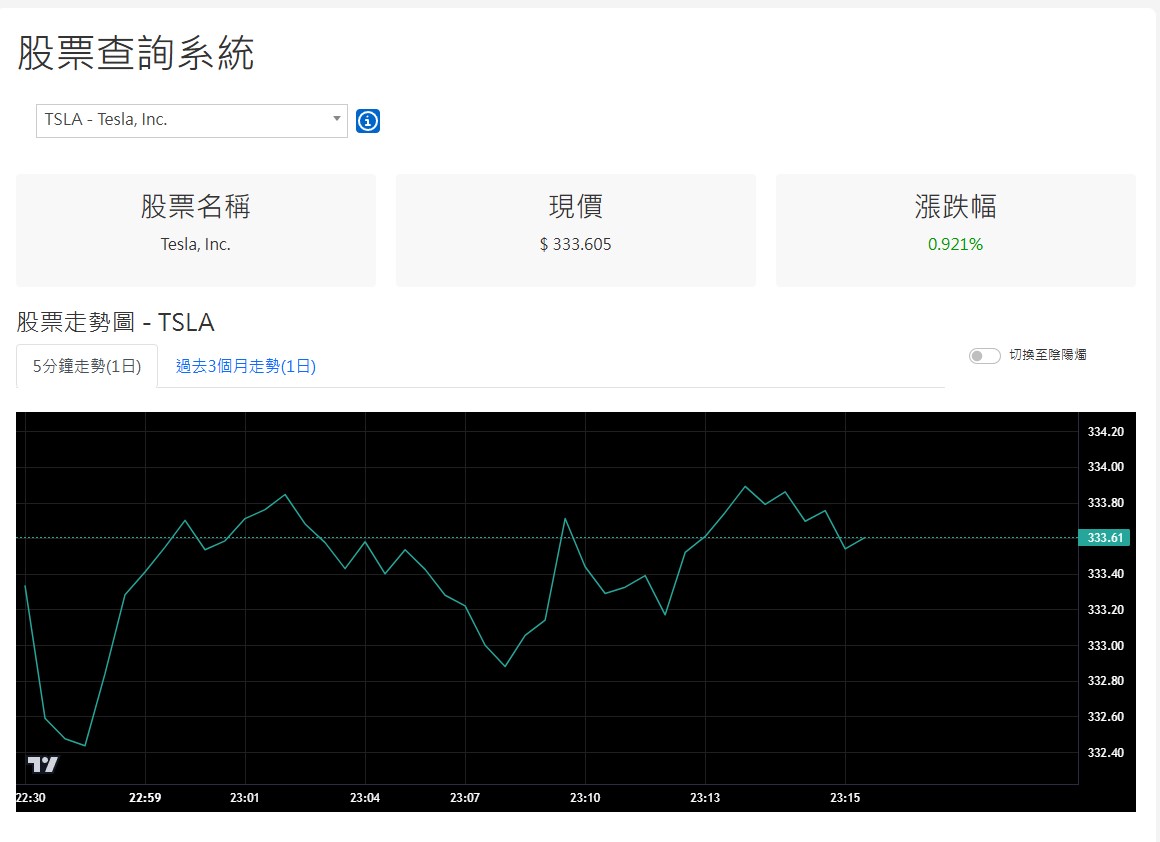 股票查詢系統
TSLA - Tesla, Inc.
股票名稱
Tesla, Inc.
現價
$ 333.605
漲跌幅
0.921%
股票走勢圖 - TSLA
5分鐘走勢(1日)
過去3個月走勢(1日)
切換至陰陽燭
334.20
334.00
333.80
333.61
333.40
333.20
333.00
332.80
332.60
332.40
22:30 22:59 23:01 23:04 23:07 23:10 23:13 23:15